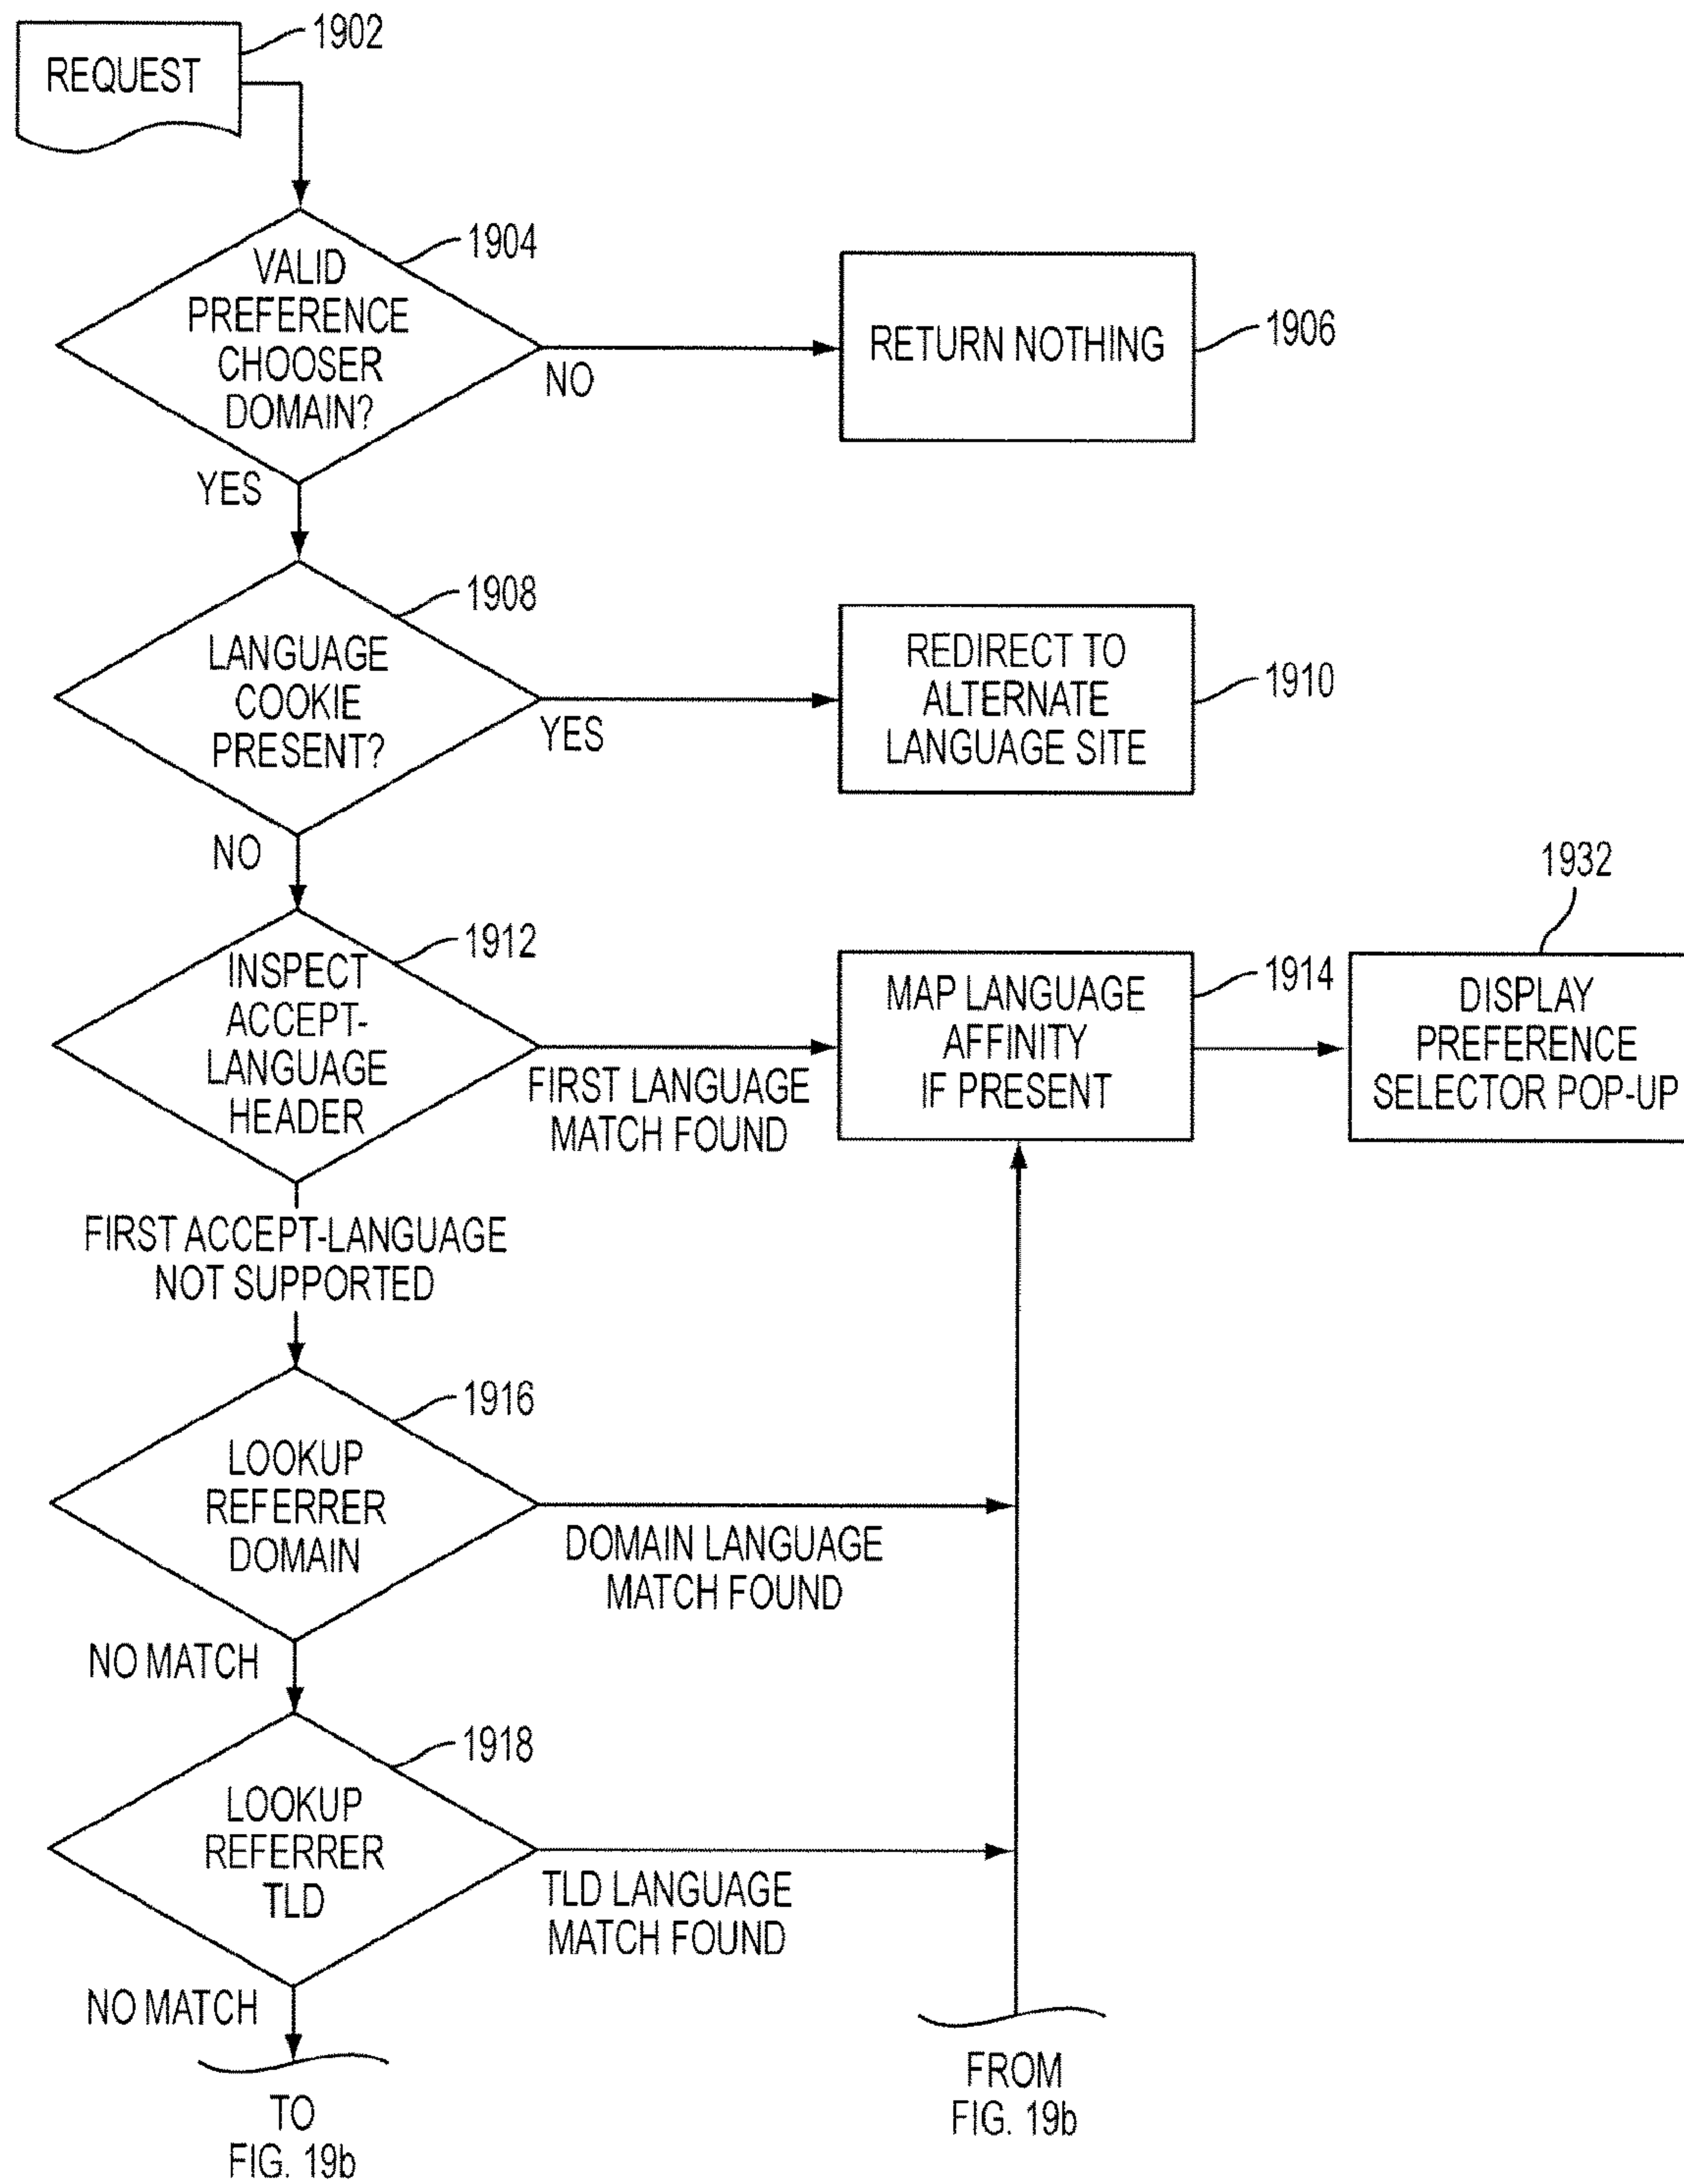 1902
REQUEST
1904
VALID
PREFERENCE
CHOOSER
DOMAIN?
NO
RETURN NOTHING
1906
YES
1908
LANGUAGE
COOKIE
PRESENT?
YES
REDIRECT TO
ALTERNATE
LANGUAGE SITE
1910
NO
1912
INSPECT
ACCEPT-
LANGUAGE
HEADER
FIRST LANGUAGE
MATCH FOUND
MAP LANGUAGE
AFFINITY
IF PRESENT
1914
1932
DISPLAY
PREFERENCE
SELECTOR POP-UP
FIRST ACCEPT-LANGUAGE
NOT SUPPORTED
1916
LOOKUP
REFERRER
DOMAIN
DOMAIN LANGUAGE
MATCH FOUND
NO MATCH
1918
LOOKUP
REFERRER
TLD
TLD LANGUAGE
MATCH FOUND
NO MATCH
TO
FIG. 19b
FROM
FIG. 19b